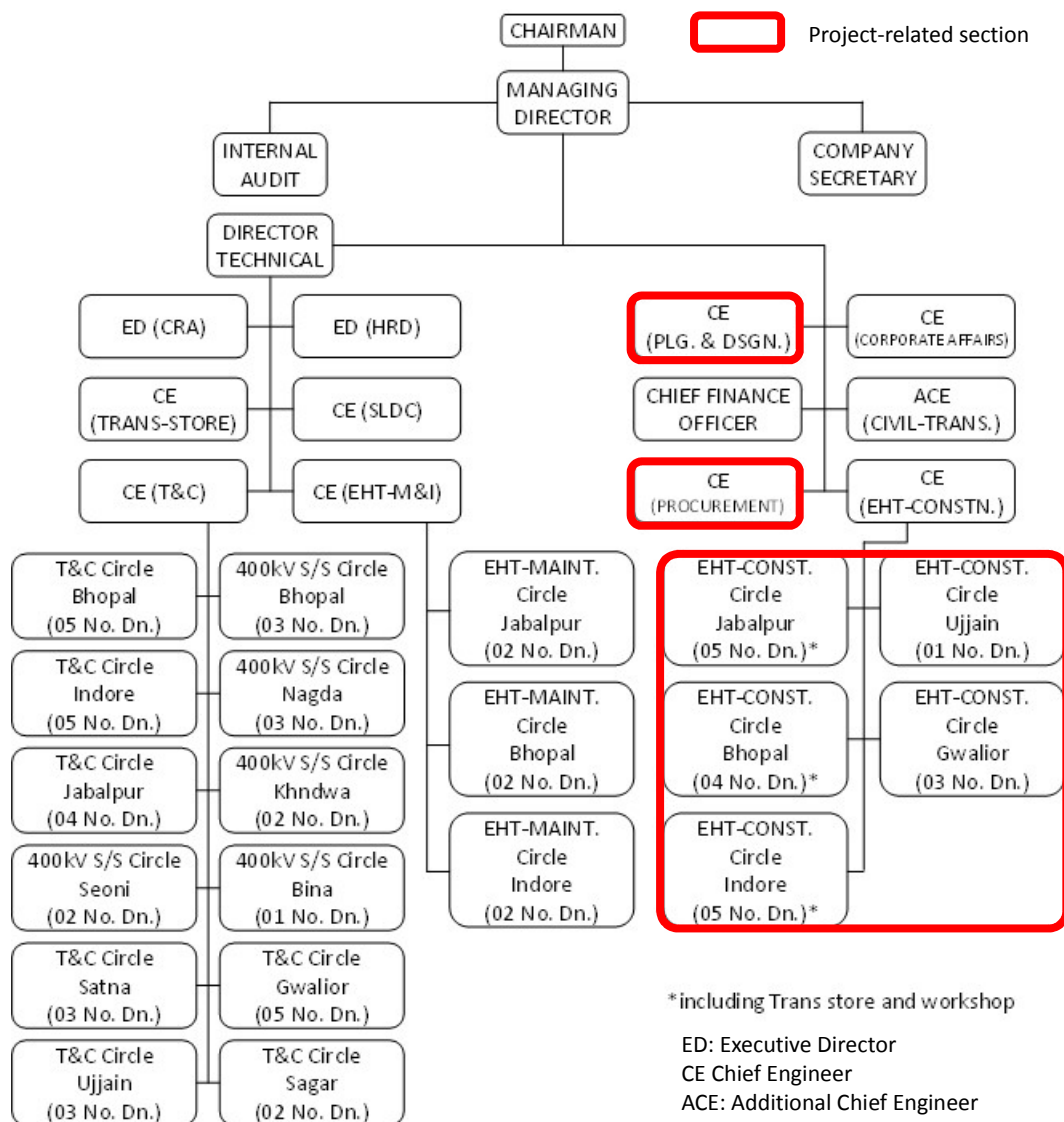 CHAIRMAN
Project-related section
MANAGING
DIRECTOR
INTERNAL
AUDIT
COMPANY
SECRETARY
DIRECTOR
TECHNICAL
ED (CRA)
ED (HRD)
CE
(PLG. & DSGN.)
CE
(CORPORATE AFFAIRS)
CE
(TRANS-STORE)
CE (SLDC)
CHIEF FINANCE
OFFICER
ACE
(CIVIL-TRANS.)
CE (T&C)
CE (EHT-M&I)
CE
(PROCUREMENT)
CE
(EHT-CONSTN.)
T&C Circle
Bhopal
(05 No. Dn.)
400kV S/S Circle
Bhopal
(03 No. Dn.)
T&C Circle
Indore
(05 No. Dn.)
400kV S/S Circle
Nagda
(03 No. Dn.)
T&C Circle
Jabalpur
(04 No. Dn.)
400kV S/S Circle
Khndwa
(02 No. Dn.)
400kV S/S Circle
Seoni
(02 No. Dn.)
400kV S/S Circle
Bina
(01 No. Dn.)
T&C Circle
Satna
(03 No. Dn.)
T&C Circle
Gwalior
(05 No. Dn.)
T&C Circle
Ujjain
(03 No. Dn.)
T&C Circle
Sagar
(02 No. Dn.)
EHT-MAINT.
Circle
Jabalpur
(02 No. Dn.)
EHT-MAINT.
Circle
Bhopal
(02 No. Dn.)
EHT-MAINT.
Circle
Indore
(02 No. Dn.)
EHT-CONST.
Circle
Jabalpur
(05 No. Dn.)*
EHT-CONST.
Circle
Ujjain
(01 No. Dn.)
EHT-CONST.
Circle
Bhopal
(04 No. Dn.)*
EHT-CONST.
Circle
Gwalior
(03 No. Dn.)
EHT-CONST.
Circle
Indore
(05 No. Dn.)*
*including Trans store and workshop
ED: Executive Director
CE Chief Engineer
ACE: Additional Chief Engineer